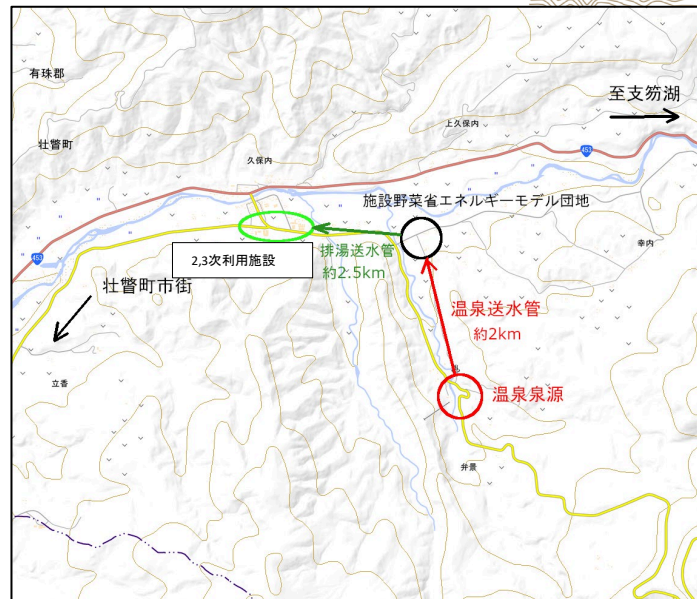 有珠郡
至支笏湖
上久保内
壮瞥町
453
久保内
施設野菜省エネルギーモデル団地
幸内
排湯送水管
約2.5km
2,3次利用施設
453
壮瞥町市街
温泉送水管
約2km
立香
温泉泉源
弁景